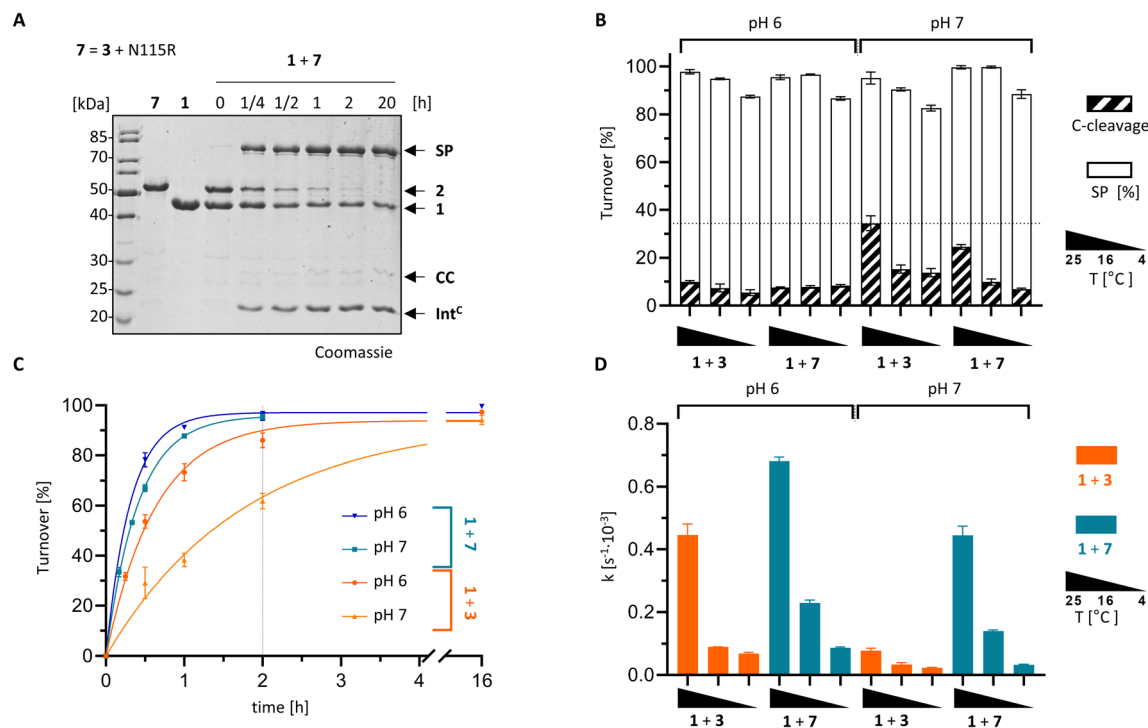 A
7 = 3 + N115R
1 + 7
[kDa] 7 1 0 1/4 1/2 1 2 20 [h]
85
70
50
40
30
25
20
SP
2
1
CC
Intᶜ
Coomassie
B
pH 6 pH 7
Turnover [%]
100
80
60
40
20
0
1 + 3 1 + 7 1 + 3 1 + 7
C-cleavage
SP [%]
25 16 4
T [°C]
C
Turnover [%]
100
80
60
40
20
0
0 1 2 3 4 16
time [h]
pH 6
pH 7
pH 6
pH 7
1 + 7
1 + 3
D
pH 6 pH 7
k [s⁻¹·10⁻³]
0.8
0.6
0.4
0.2
0.0
1 + 3 1 + 7 1 + 3 1 + 7
1 + 3
1 + 7
25 16 4
T [°C]